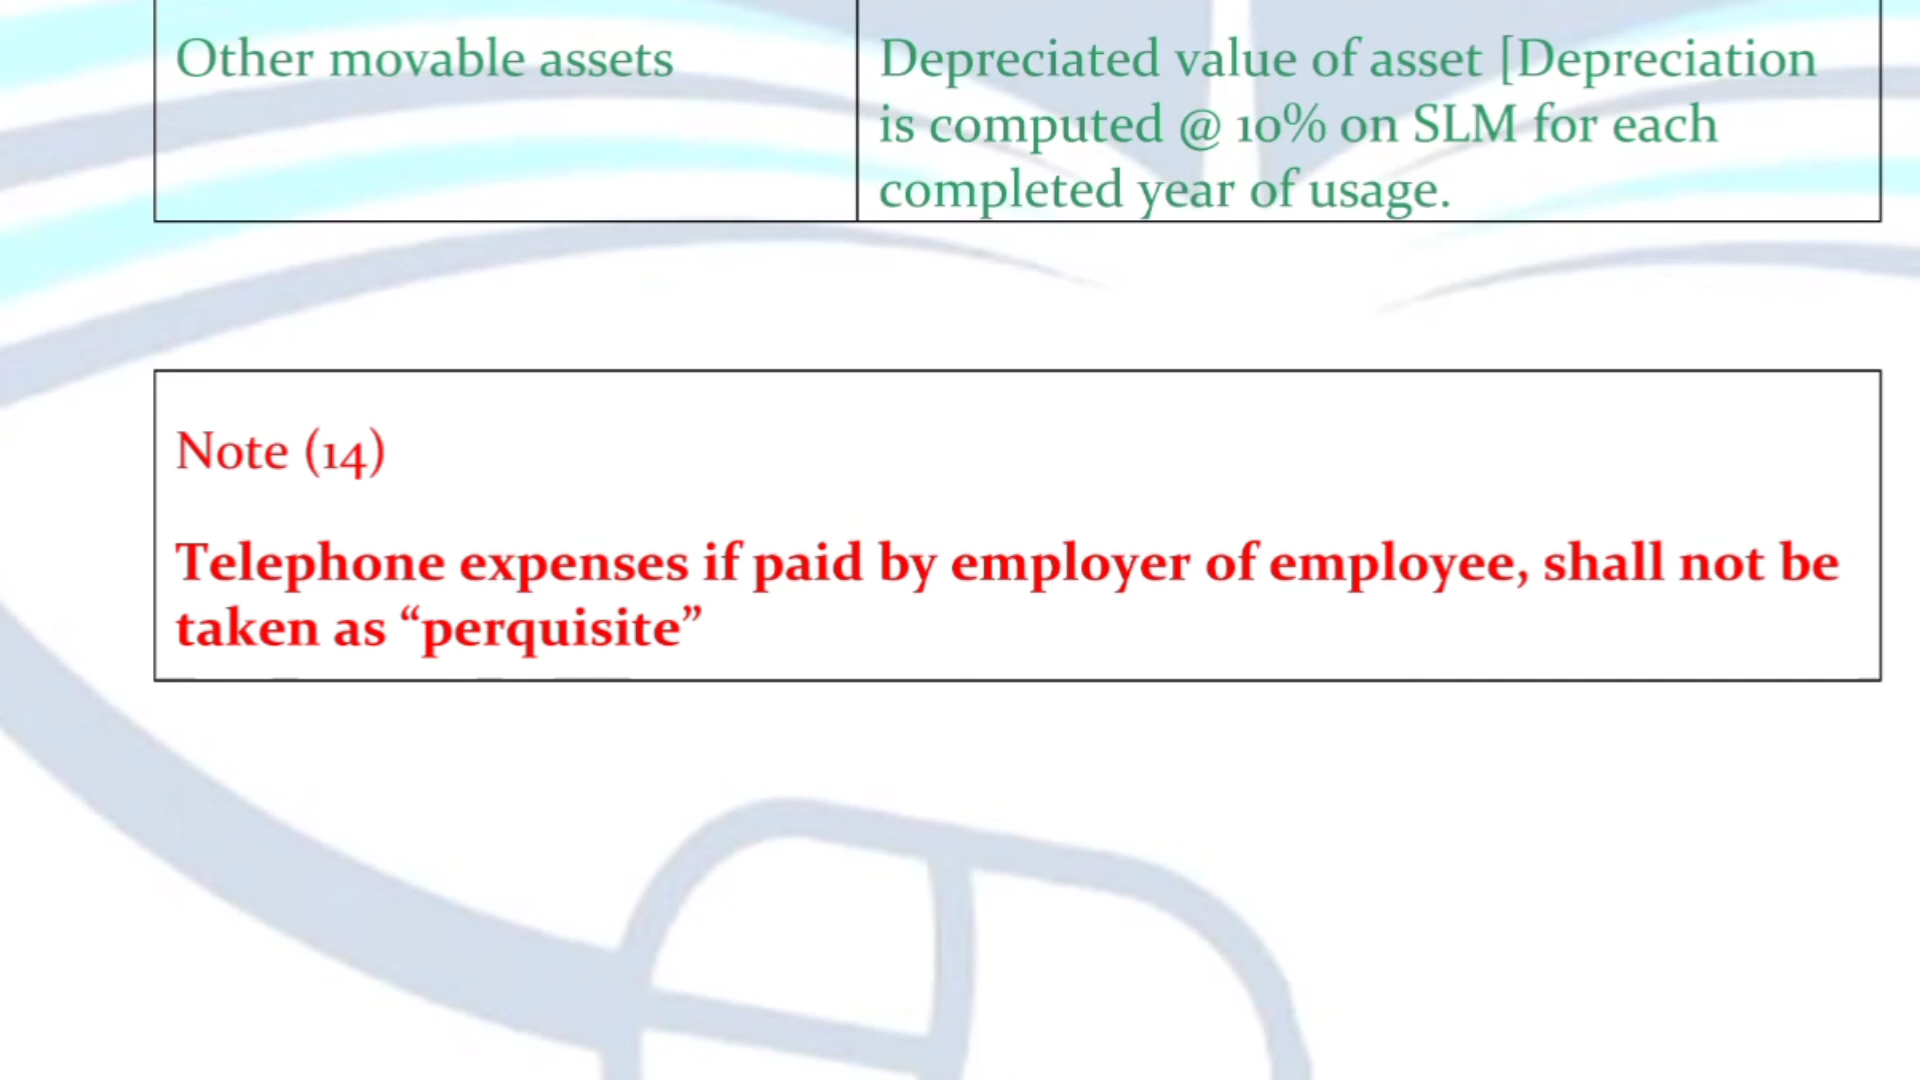 Other movable assets
Depreciated value of asset [Depreciation
is computed @ 10% on SLM for each
completed year of usage.
Note (14)
Telephone expenses if paid by employer of employee, shall not be
taken as “perquisite”